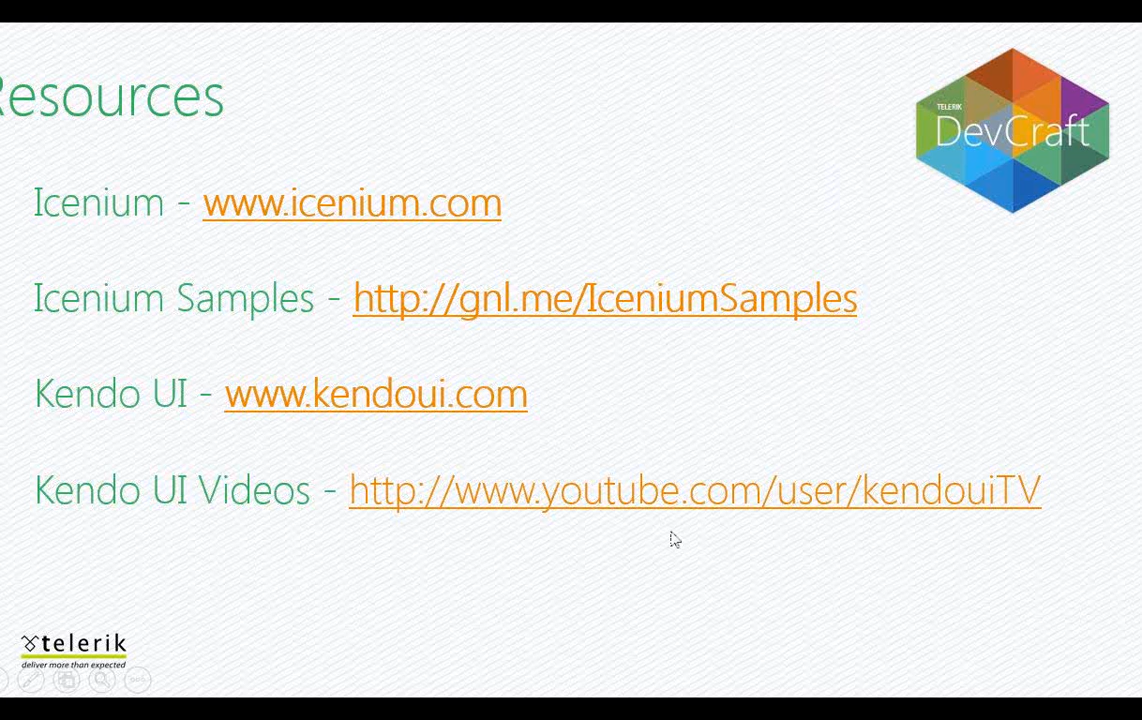 Resources
TELERIK
DevCraft
Icenium - www.icenium.com
Icenium Samples - http://gnl.me/IceniumSamples
Kendo UI - www.kendoui.com
Kendo UI Videos - http://www.youtube.com/user/kendouiTV
telerik
deliver more than expected